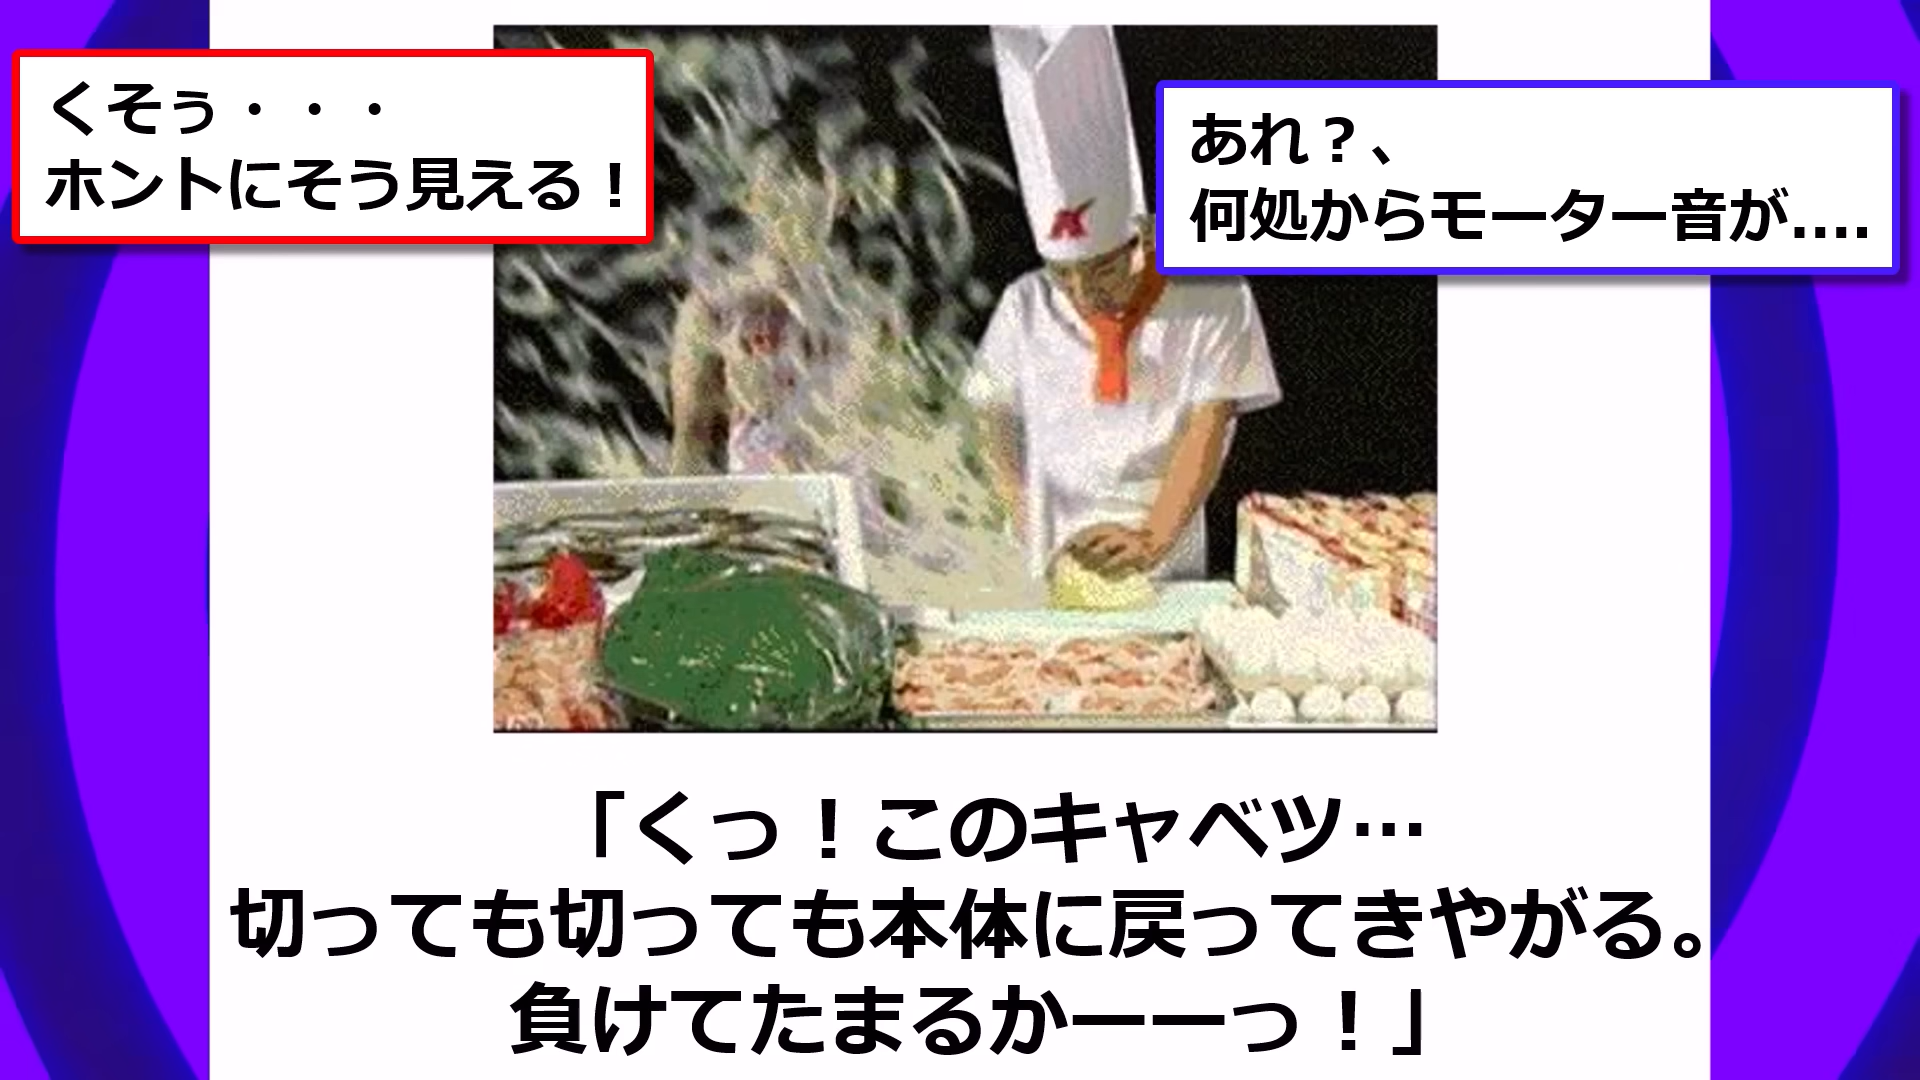 くそぅ・・・
ホントにそう見える！
あれ？、
何処からモーター音が....
「くっ！このキャベツ…
切っても切っても本体に戻ってきやがる。
負けてたまるかーーっ！」